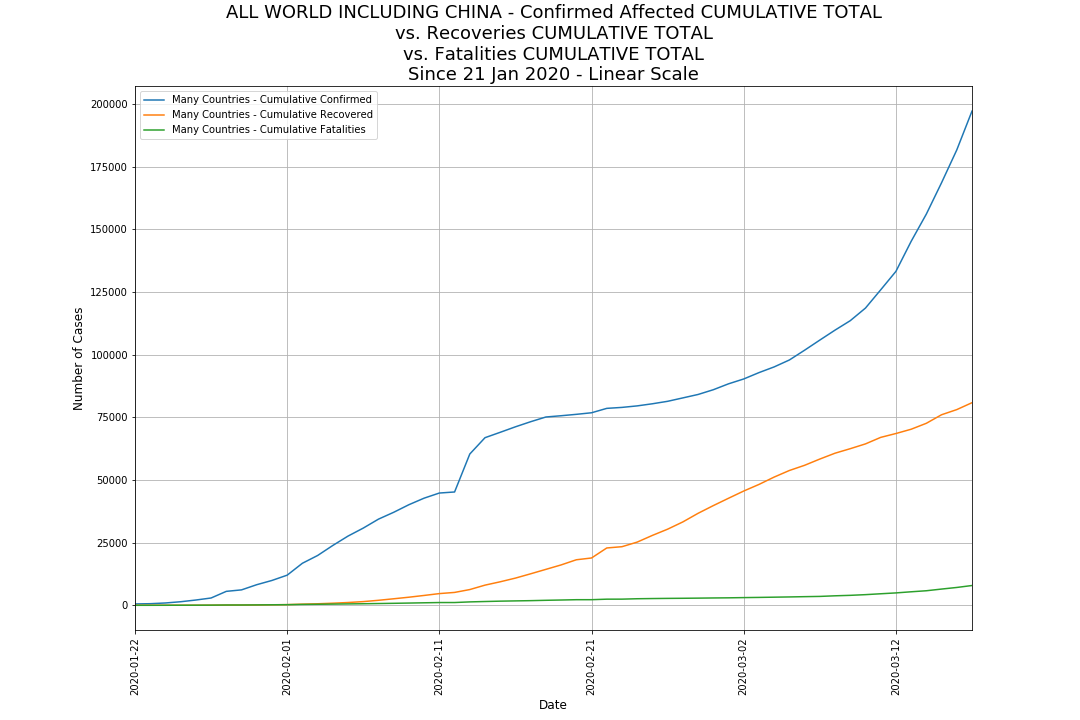 ALL WORLD INCLUDING CHINA - Confirmed Affected CUMULATIVE TOTAL
vs. Recoveries CUMULATIVE TOTAL
vs. Fatalities CUMULATIVE TOTAL
Since 21 Jan 2020 - Linear Scale
Many Countries - Cumulative Confirmed
Many Countries - Cumulative Recovered
Many Countries - Cumulative Fatalities
Number of Cases
200000
175000
150000
125000
100000
75000
50000
25000
0
2020-01-22
2020-02-01
2020-02-11
2020-02-21
2020-03-02
2020-03-12
Date